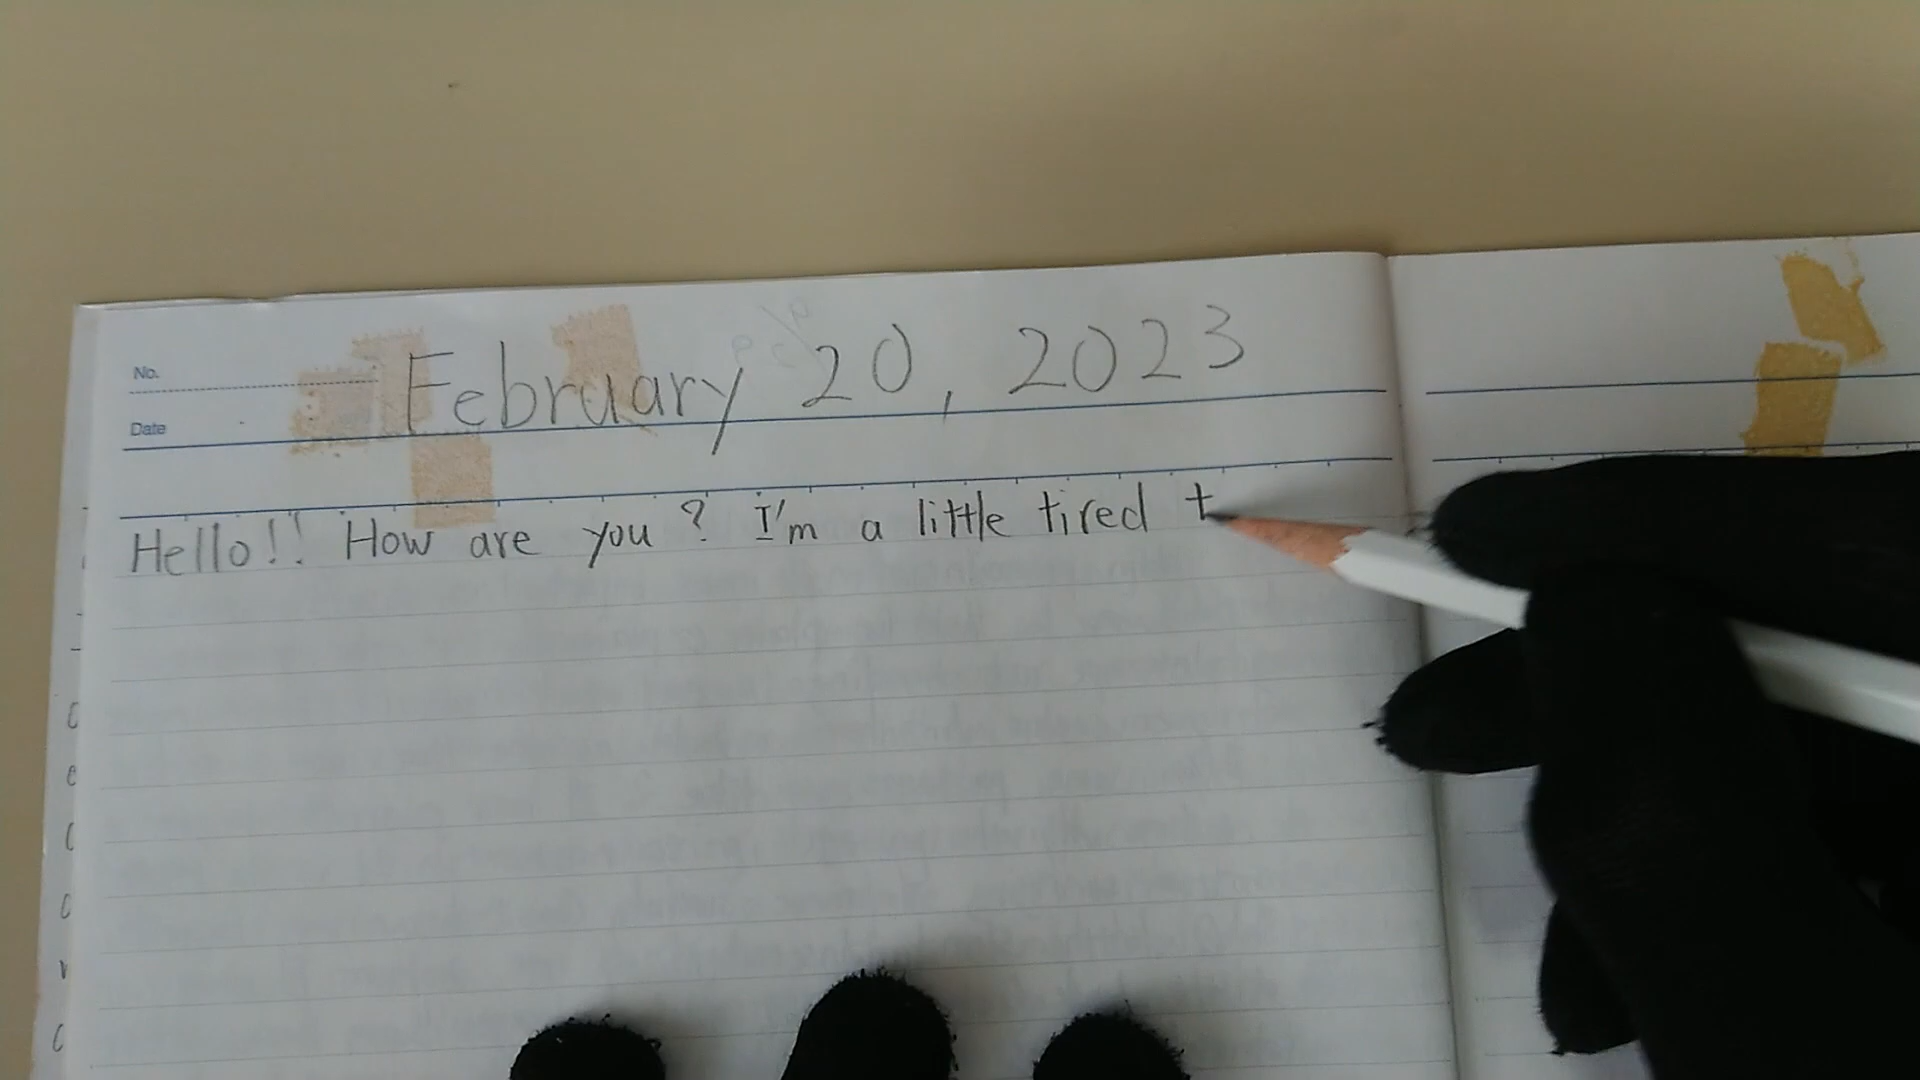 No.
February 20, 2023
Date
Hello!! How are you? I'm a little tired t